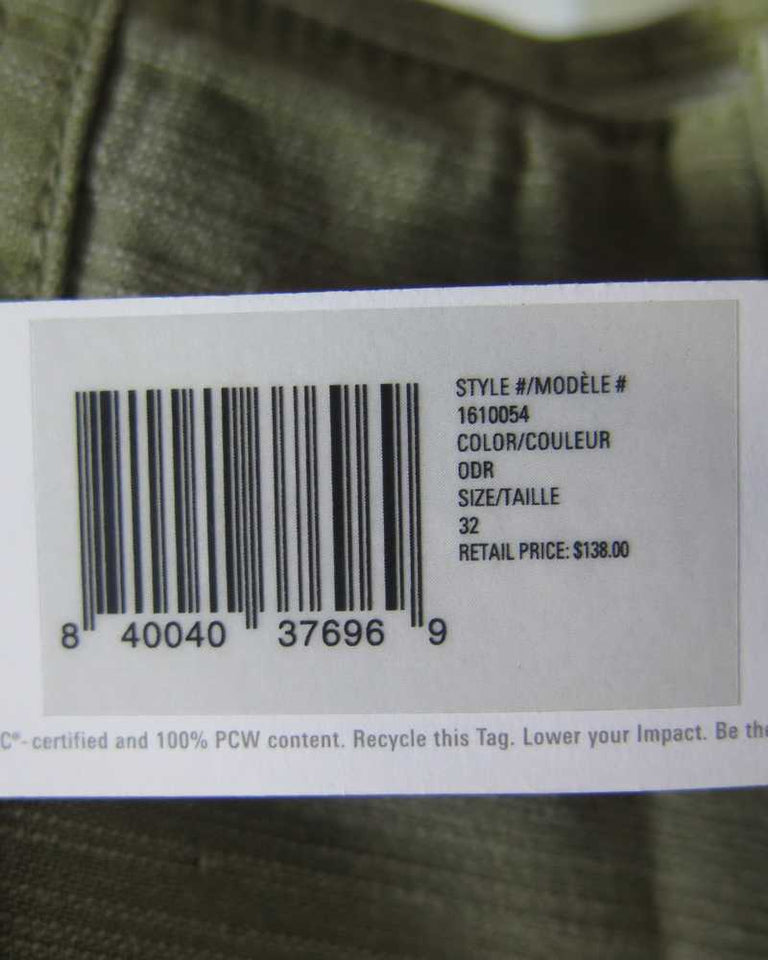 STYLE #/MODÈLE #
1610054
COLOR/COULEUR
ODR
SIZE/TAILLE
32
RETAIL PRICE: $138.00
8 40040 37696 9
C®-certified and 100% PCW content. Recycle this Tag. Lower your Impact. Be the